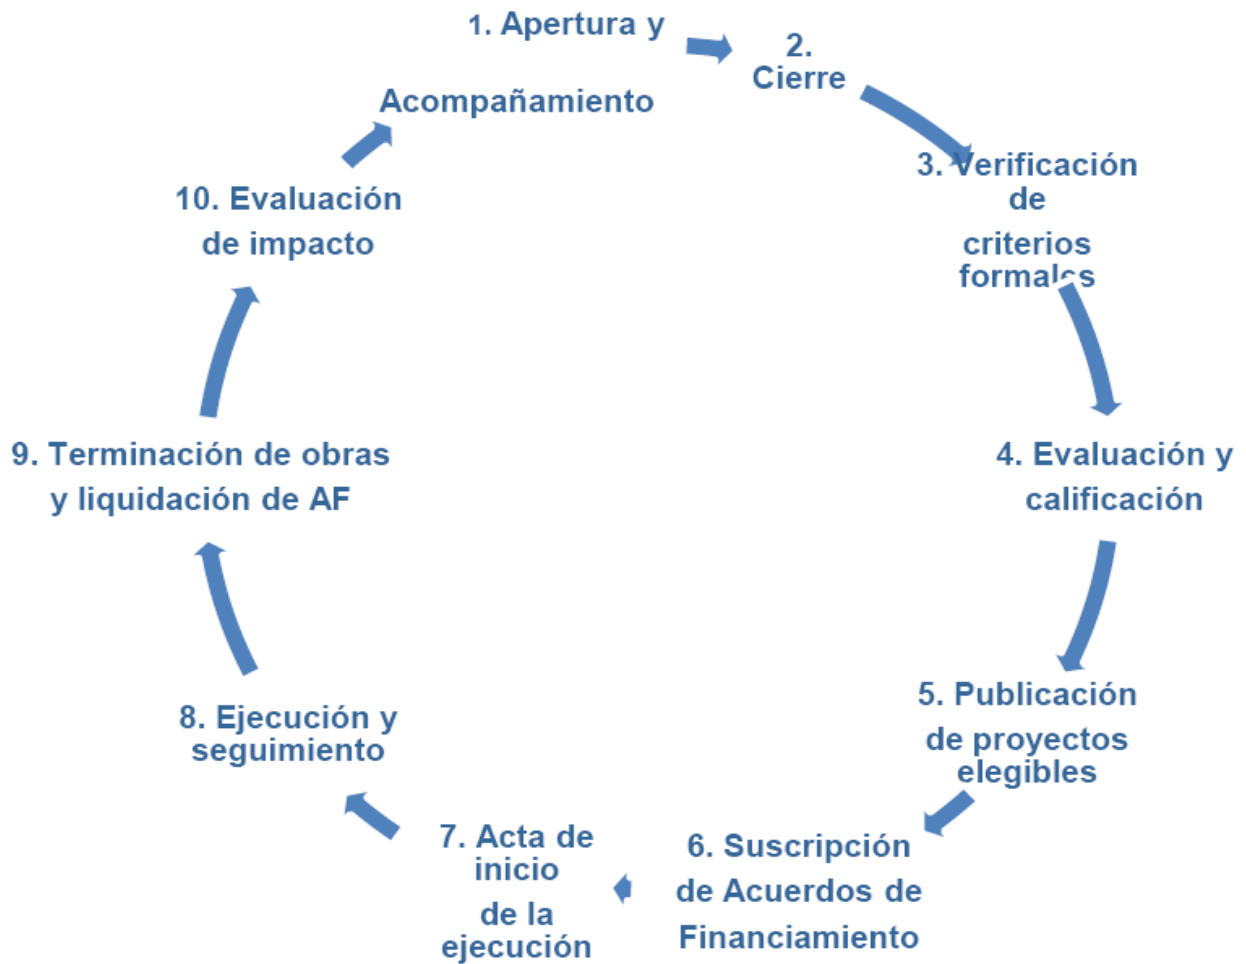 1. Apertura y
Acompañamiento
2.
Cierre
3. Verificación
de
criterios
formales
4. Evaluación y
calificación
5. Publicación
de proyectos
elegibles
6. Suscripción
de Acuerdos de
Financiamiento
7. Acta de
inicio
de la
ejecución
8. Ejecución y
seguimiento
9. Terminación de obras
y liquidación de AF
10. Evaluación
de impacto